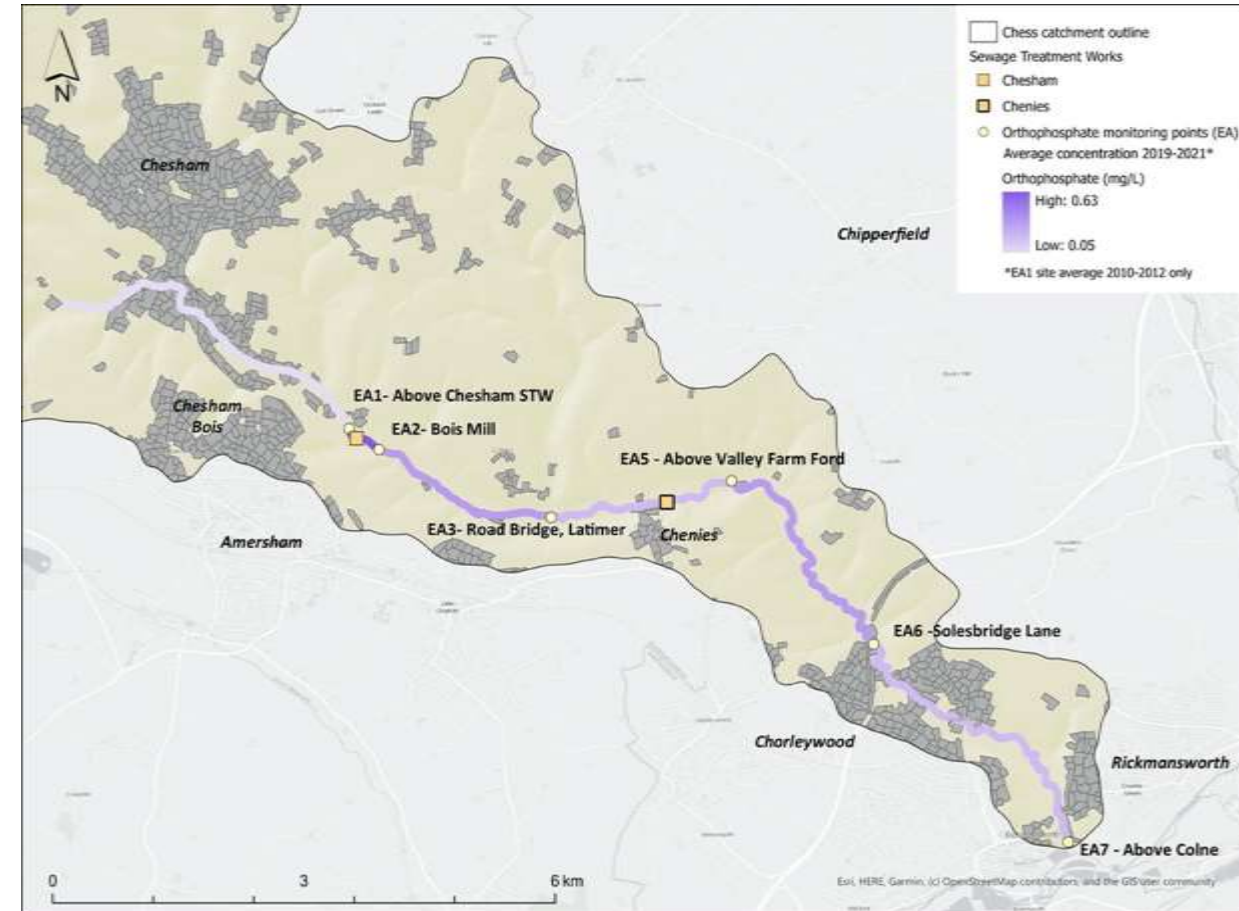 N
Chess catchment outline
Sewage Treatment Works
Chesham
Chenies
Orthophosphate monitoring points (EA)
Average concentration 2019-2021*
Orthophosphate (mg/L)
High: 0.63
Low: 0.05
*EA1 site average 2010-2012 only
Chesham
Chipperfield
Chesham
Bois
EA1- Above Chesham STW
EA2- Bois Mill
EA5 - Above Valley Farm Ford
EA3- Road Bridge, Latimer
Chenies
Amersham
EA6 -Solesbridge Lane
Chorleywood
Rickmansworth
EA7 - Above Colne
0
3
6 km
Esri, HERE, Garmin, (c) OpenStreetMap contributors, and the GIS user community